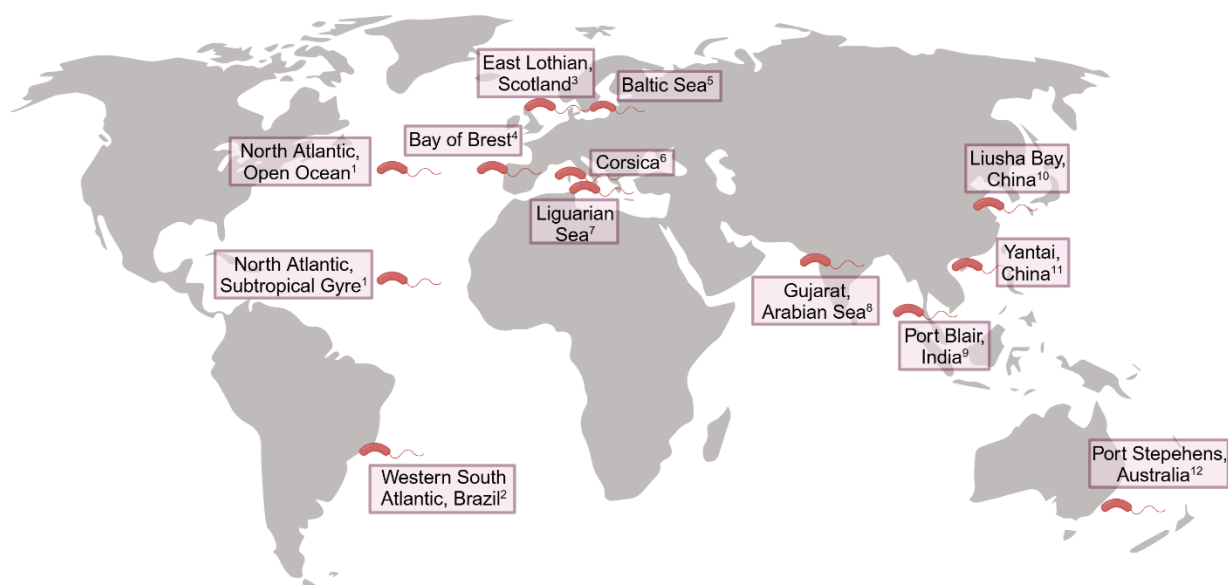 East Lothian,
Scotland³
Baltic Sea⁵
Bay of Brest⁴
North Atlantic,
Open Ocean¹
Corsica⁶
Liusha Bay,
China¹⁰
Liguarian
Sea⁷
Yantai,
China¹¹
North Atlantic,
Subtropical Gyre¹
Gujarat,
Arabian Sea⁸
Port Blair,
India⁹
Port Stepehens,
Australia¹²
Western South
Atlantic, Brazil²